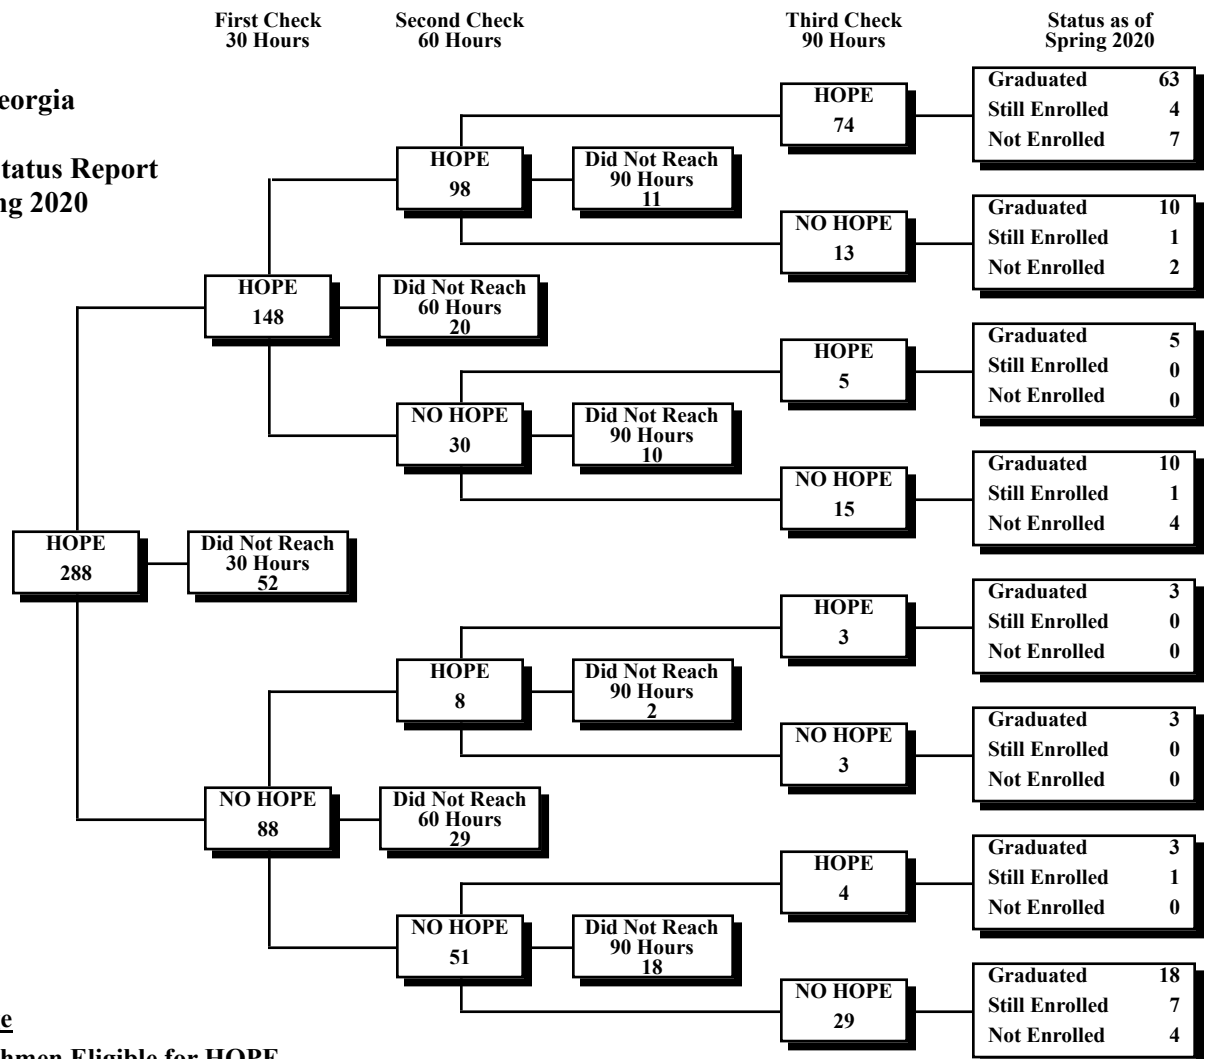 First Check
30 Hours
Second Check
60 Hours
Third Check
90 Hours
Status as of
Spring 2020
Status Report
2020
HOPE
288
Did Not Reach
30 Hours
52
HOPE
148
Did Not Reach
60 Hours
20
NO HOPE
88
Did Not Reach
60 Hours
29
HOPE
98
Did Not Reach
90 Hours
11
NO HOPE
30
Did Not Reach
90 Hours
10
HOPE
8
Did Not Reach
90 Hours
2
NO HOPE
51
Did Not Reach
90 Hours
18
HOPE
74
Graduated 63
Still Enrolled 4
Not Enrolled 7
NO HOPE
13
Graduated 10
Still Enrolled 1
Not Enrolled 2
HOPE
5
Graduated 5
Still Enrolled 0
Not Enrolled 0
NO HOPE
15
Graduated 10
Still Enrolled 1
Not Enrolled 4
HOPE
3
Graduated 3
Still Enrolled 0
Not Enrolled 0
NO HOPE
3
Graduated 3
Still Enrolled 0
Not Enrolled 0
HOPE
4
Graduated 3
Still Enrolled 1
Not Enrolled 0
NO HOPE
29
Graduated 18
Still Enrolled 7
Not Enrolled 4
Eligible for HOPE